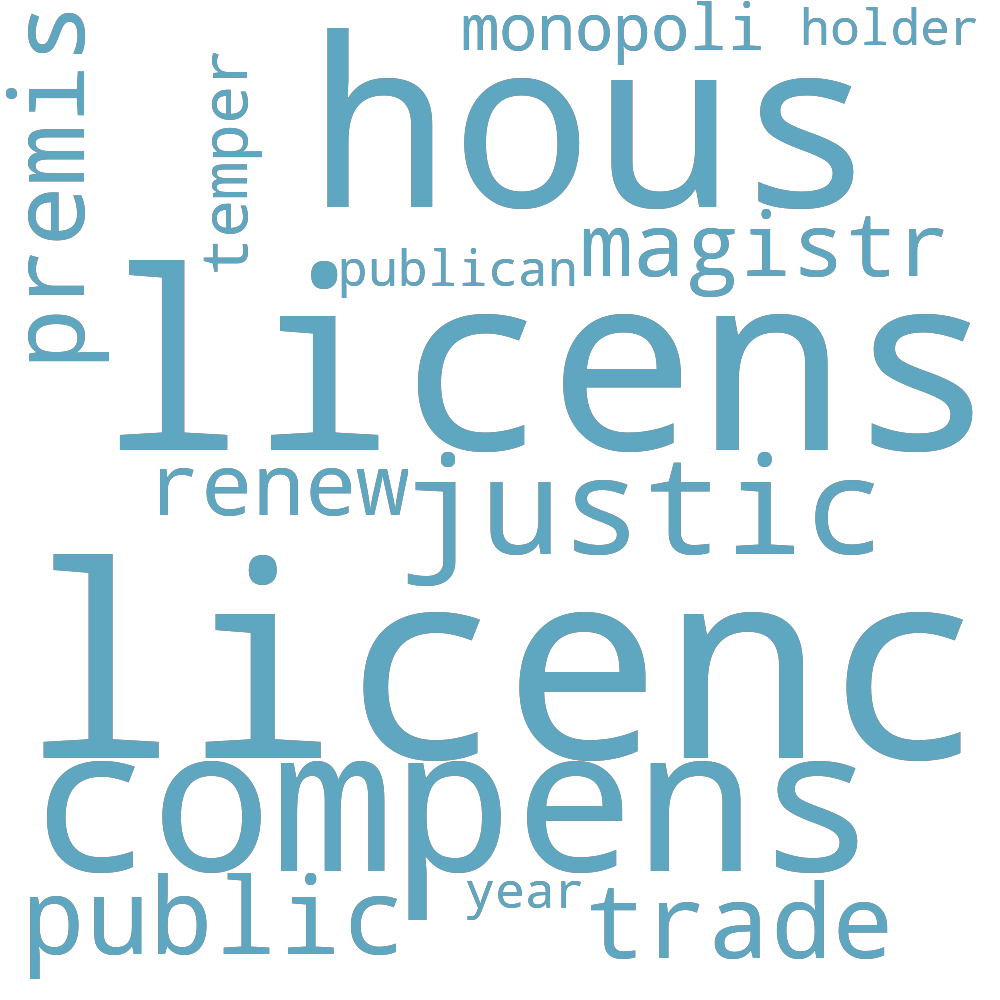 monopoli
holder
premis
temper
hous
magistr
publican
licens
renew
justic
licenc
compens
public
year
trade